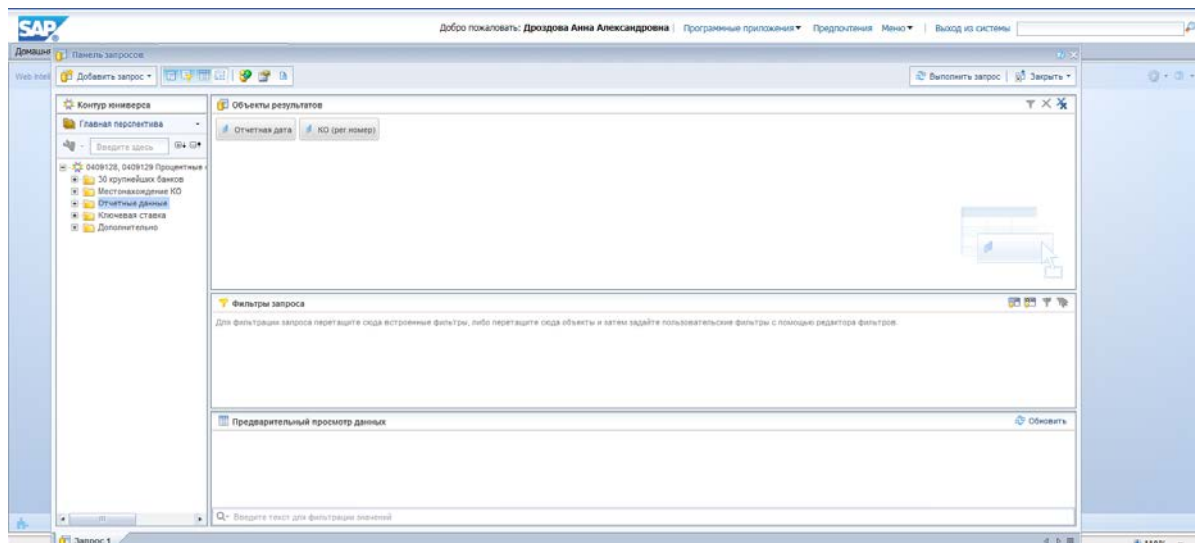 SAP
Добро пожаловать: Дроздова Анна Александровна | Программные приложения Предпочтения Меню | Выход из системы
Домашня
Панель запросов
Web Intel
Добавить запрос
Выполнить запрос | Закрыть
Контур юниверса
Главная перспектива
Введите здесь
0409128, 0409129 Процентные
30 крупнейших банков
Местонахождение КО
Отчетные данные
Ключевая ставка
Дополнительно
Объекты результатов
Отчетная дата
КО (рег.номер)
Фильтры запроса
Для фильтрации запроса перетащите сюда встроенные фильтры, либо перетащите сюда объекты и затем задайте пользовательские фильтры с помощью редактора фильтров.
Предварительный просмотр данных
Обновить
Введите текст для фильтрации значений
Запрос 1